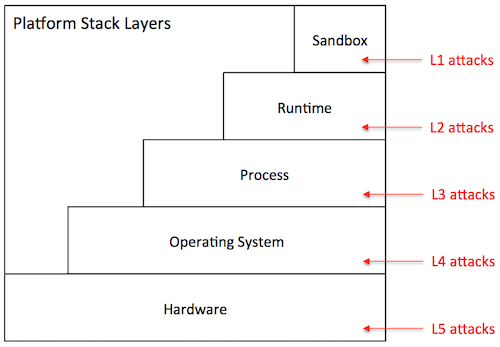 Platform Stack Layers
Sandbox
L1 attacks
Runtime
L2 attacks
Process
L3 attacks
Operating System
L4 attacks
Hardware
L5 attacks